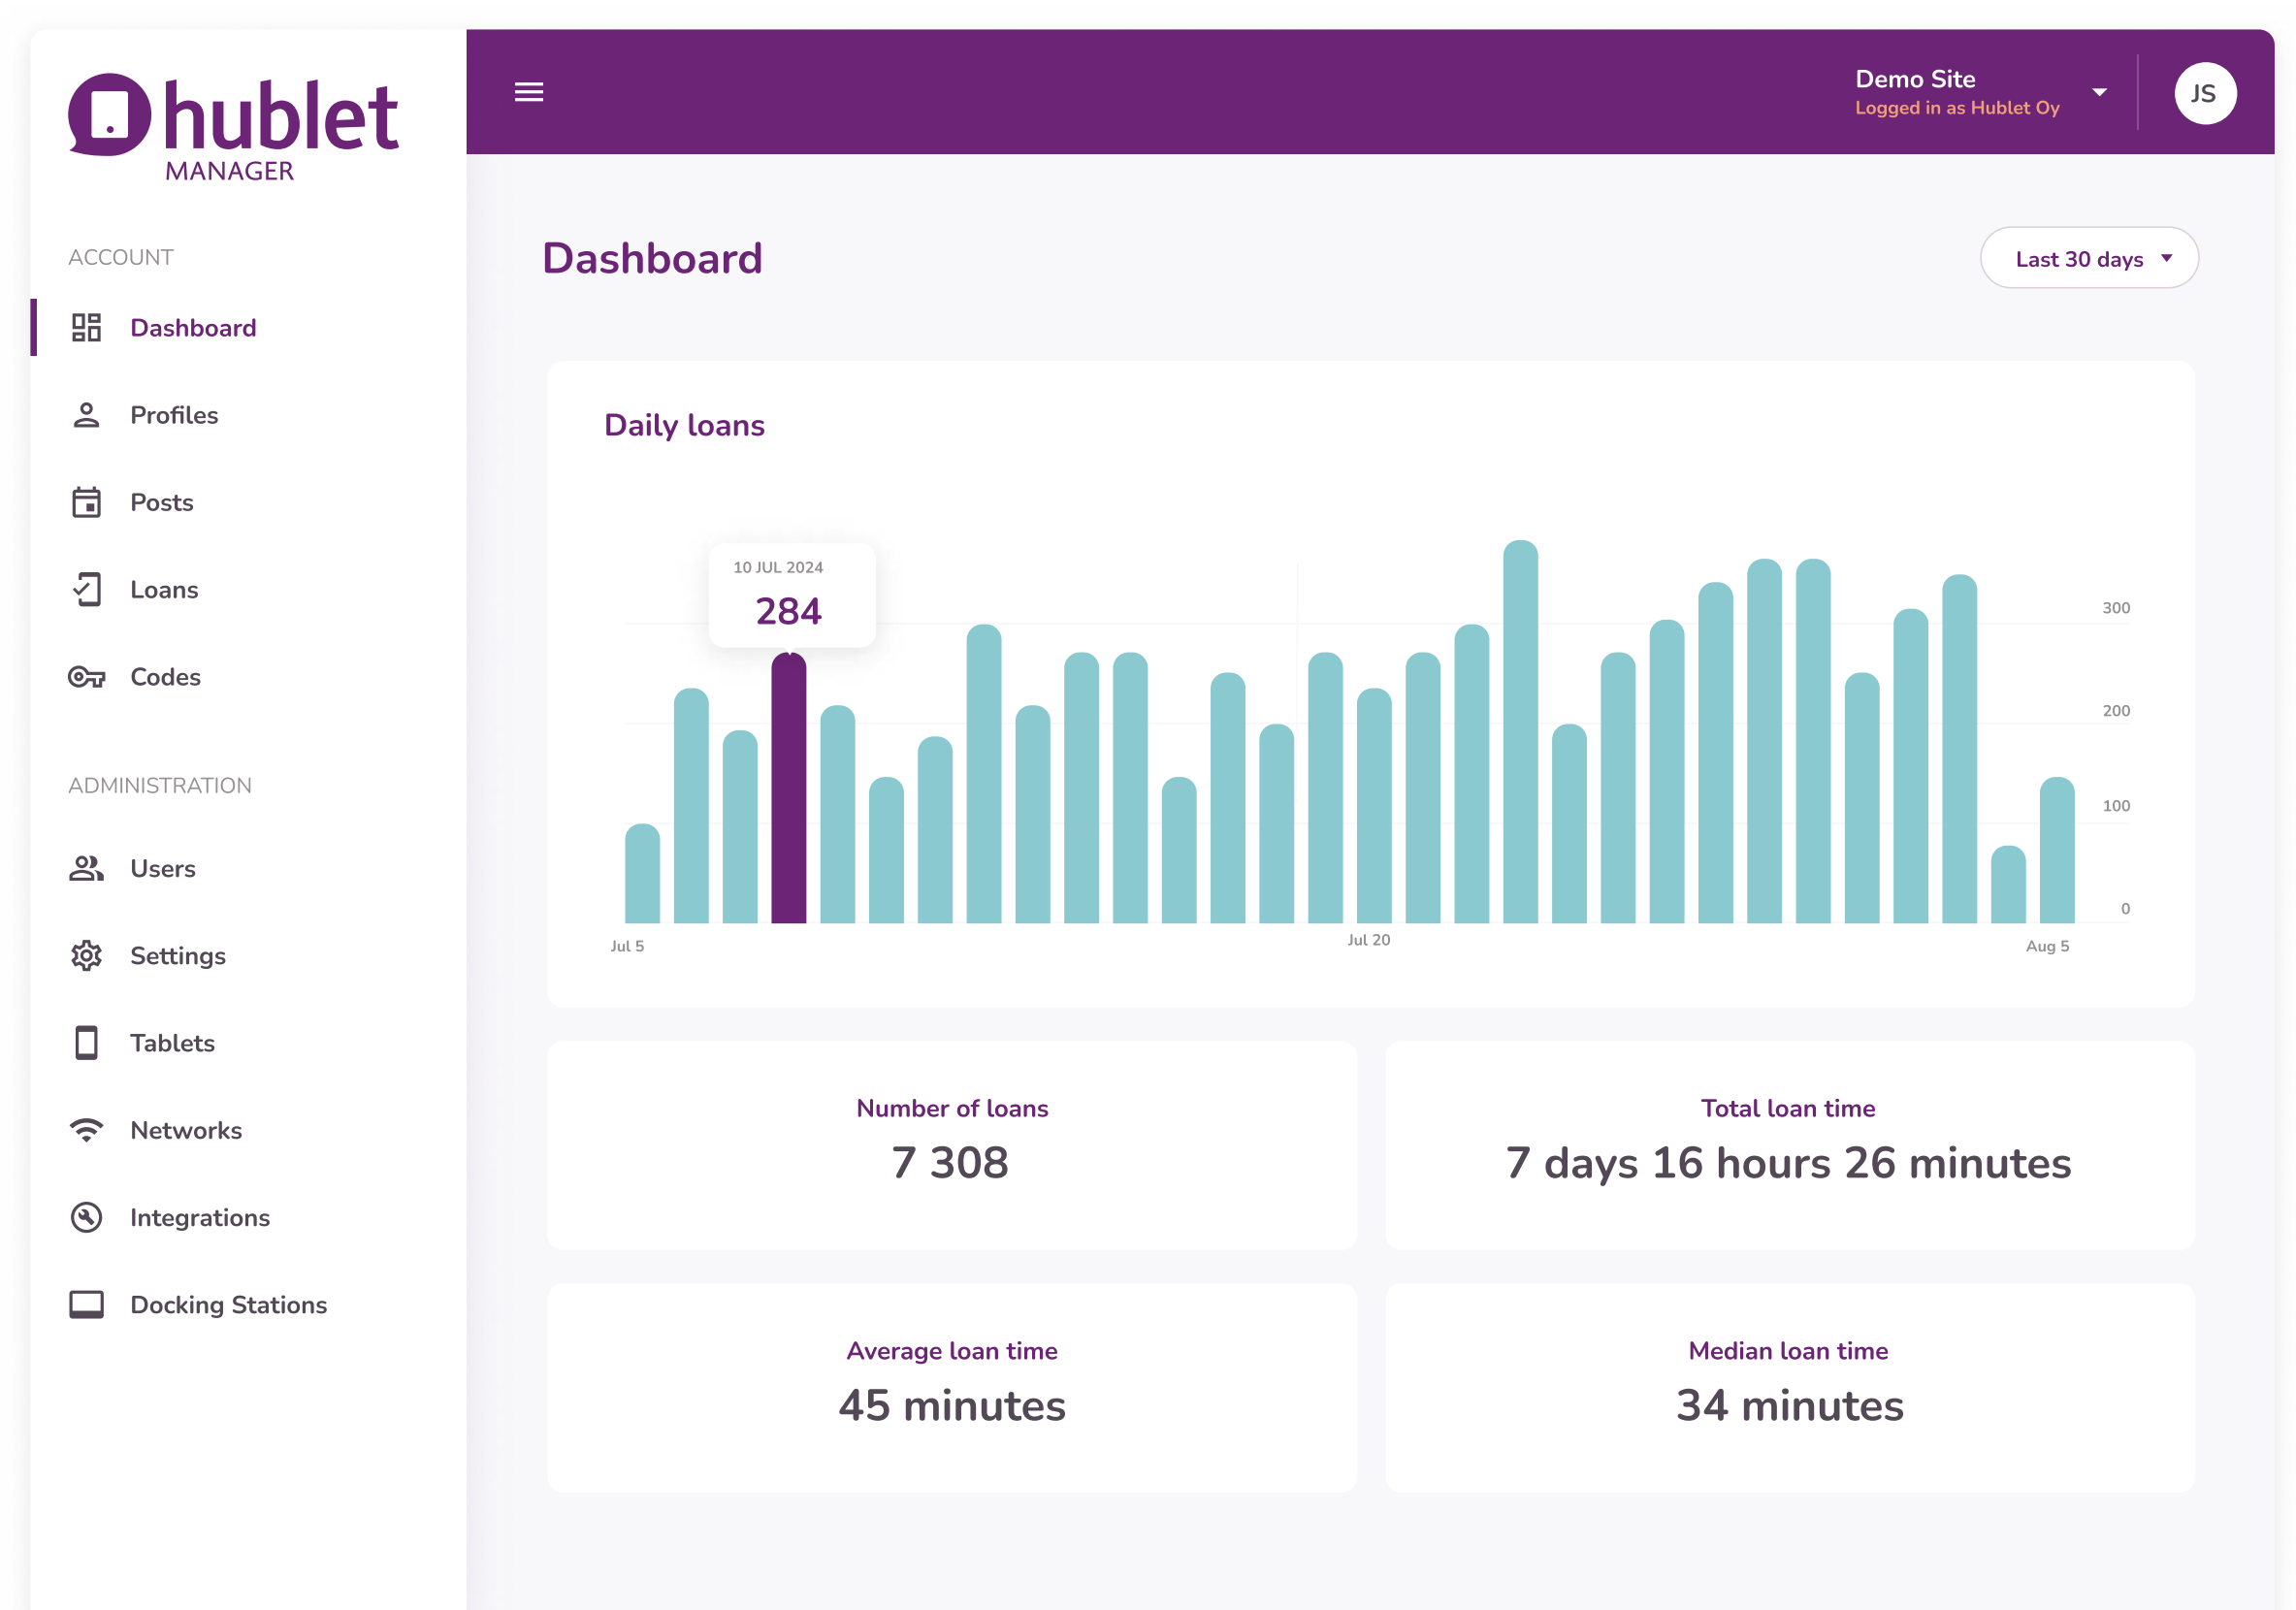 hublet
MANAGER
ACCOUNT
Dashboard
Profiles
Posts
Loans
Codes
ADMINISTRATION
Users
Settings
Tablets
Networks
Integrations
Docking Stations
Demo Site
Logged in as Hublet Oy
JS
Dashboard
Last 30 days
Daily loans
10 JUL 2024
284
300
200
100
0
Jul 5
Jul 20
Aug 5
Number of loans
7 308
Total loan time
7 days 16 hours 26 minutes
Average loan time
45 minutes
Median loan time
34 minutes